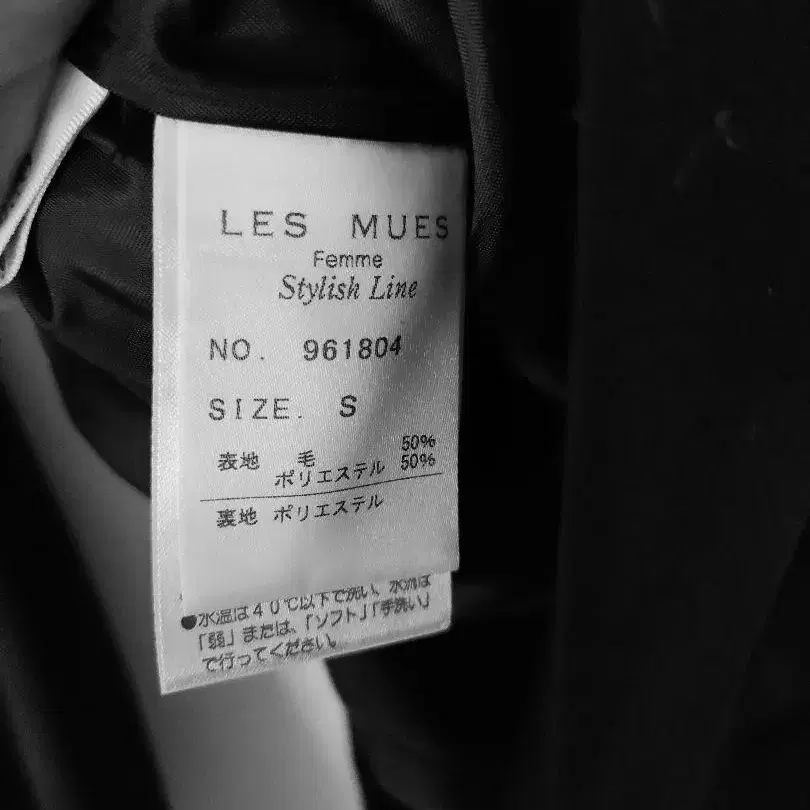 LES MUES
Femme
Stylish Line
NO. 961804
SIZE. S
表地 毛 50%
ポリエステル 50%
裏地 ポリエステル
●水温は40℃以下で洗い、水流は
「弱」または、「ソフト」「手洗い」
で行ってください。